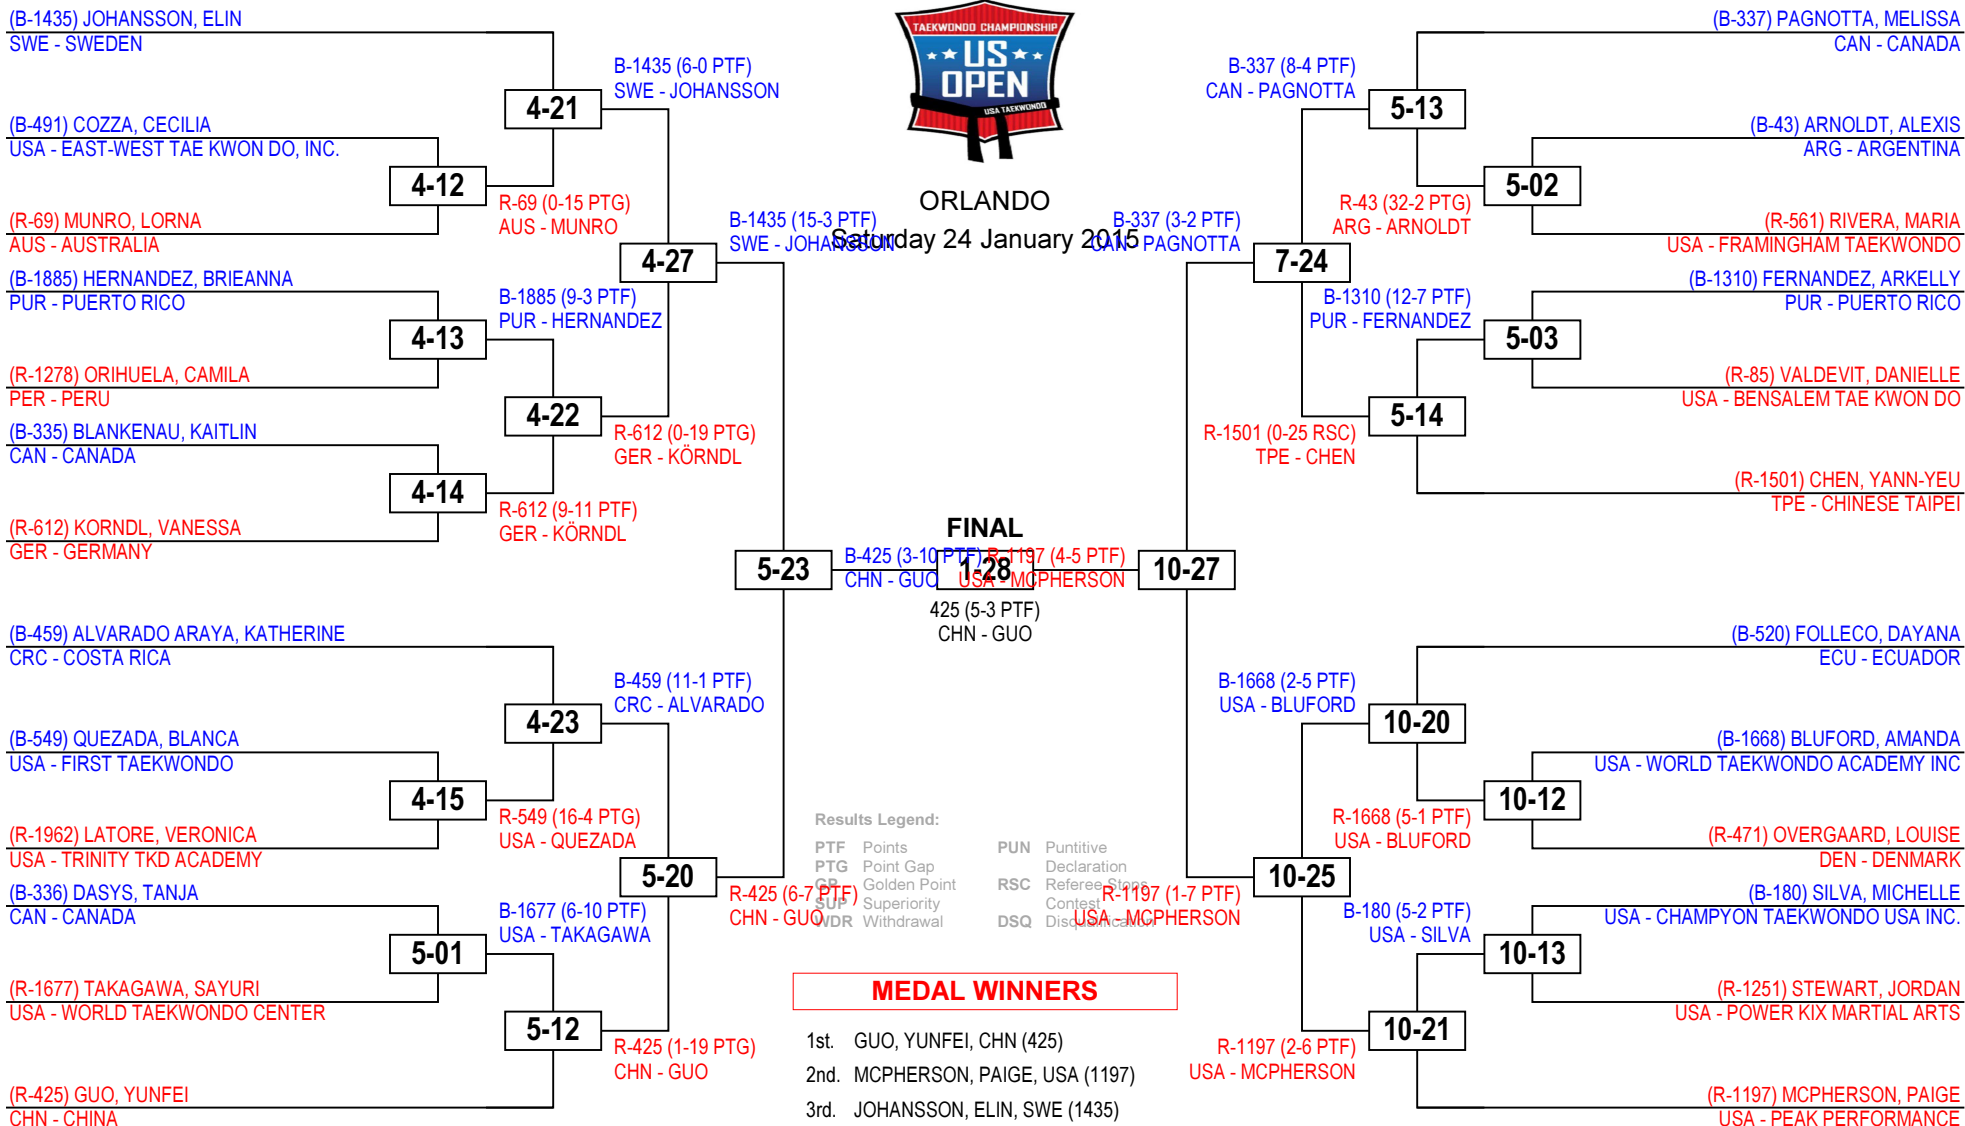 (B-1435) JOHANSSON, ELIN
SWE - SWEDEN
(B-491) COZZA, CECILIA
USA - EAST-WEST TAE KWON DO, INC.
(R-69) MUNRO, LORNA
AUS - AUSTRALIA
(B-1885) HERNANDEZ, BRIEANNA
PUR - PUERTO RICO
(R-1278) ORIHUELA, CAMILA
PER - PERU
(B-335) BLANKENAU, KAITLIN
CAN - CANADA
(R-612) KORNDL, VANESSA
GER - GERMANY
(B-459) ALVARADO ARAYA, KATHERINE
CRC - COSTA RICA
(B-549) QUEZADA, BLANCA
USA - FIRST TAEKWONDO
(R-1962) LATORE, VERONICA
USA - TRINITY TKD ACADEMY
(B-336) DASYS, TANJA
CAN - CANADA
(R-1677) TAKAGAWA, SAYURI
USA - WORLD TAEKWONDO CENTER
(R-425) GUO, YUNFEI
CHN - CHINA
4-12
4-13
4-14
4-15
5-01
R-69 (0-15 PTG)
AUS - MUNRO
B-1885 (9-3 PTF)
PUR - HERNANDEZ
R-612 (9-11 PTF)
GER - KÖRNDL
R-549 (16-4 PTG)
USA - QUEZADA
B-1677 (6-10 PTF)
USA - TAKAGAWA
4-21
4-22
4-23
5-12
B-1435 (6-0 PTF)
SWE - JOHANSSON
R-612 (0-19 PTG)
GER - KÖRNDL
B-459 (11-1 PTF)
CRC - ALVARADO
R-425 (1-19 PTG)
CHN - GUO
4-27
5-20
B-1435 (15-3 PTF)
SWE - JOHANSSON
R-425 (6-7 PTF)
CHN - GUO
5-23
B-425 (3-10 PTF)
CHN - GUO
TAEKWONDO CHAMPIONSHIP
US
OPEN
USA TAEKWONDO
ORLANDO
Saturday 24 January 2015
FINAL
1-28
425 (5-3 PTF)
CHN - GUO
Results Legend:
PTF Points
PTG Point Gap
GP Golden Point
SUP Superiority
WDR Withdrawal
PUN Puntitive
Declaration
RSC Referee Stops
Contest
DSQ Disqualification
MEDAL WINNERS
1st. GUO, YUNFEI, CHN (425)
2nd. MCPHERSON, PAIGE, USA (1197)
3rd. JOHANSSON, ELIN, SWE (1435)
R-1197 (4-5 PTF)
USA - MCPHERSON
10-27
B-337 (3-2 PTF)
CAN - PAGNOTTA
R-1197 (1-7 PTF)
USA - MCPHERSON
7-24
10-25
B-337 (8-4 PTF)
CAN - PAGNOTTA
R-1501 (0-25 RSC)
TPE - CHEN
B-1668 (2-5 PTF)
USA - BLUFORD
R-1197 (2-6 PTF)
USA - MCPHERSON
5-13
5-14
10-20
10-21
R-43 (32-2 PTG)
ARG - ARNOLDT
B-1310 (12-7 PTF)
PUR - FERNANDEZ
R-1668 (5-1 PTF)
USA - BLUFORD
B-180 (5-2 PTF)
USA - SILVA
5-02
5-03
10-12
10-13
(B-337) PAGNOTTA, MELISSA
CAN - CANADA
(B-43) ARNOLDT, ALEXIS
ARG - ARGENTINA
(R-561) RIVERA, MARIA
USA - FRAMINGHAM TAEKWONDO
(B-1310) FERNANDEZ, ARKELLY
PUR - PUERTO RICO
(R-85) VALDEVIT, DANIELLE
USA - BENSALEM TAE KWON DO
(R-1501) CHEN, YANN-YEU
TPE - CHINESE TAIPEI
(B-520) FOLLECO, DAYANA
ECU - ECUADOR
(B-1668) BLUFORD, AMANDA
USA - WORLD TAEKWONDO ACADEMY INC
(R-471) OVERGAARD, LOUISE
DEN - DENMARK
(B-180) SILVA, MICHELLE
USA - CHAMPYON TAEKWONDO USA INC.
(R-1251) STEWART, JORDAN
USA - POWER KIX MARTIAL ARTS
(R-1197) MCPHERSON, PAIGE
USA - PEAK PERFORMANCE